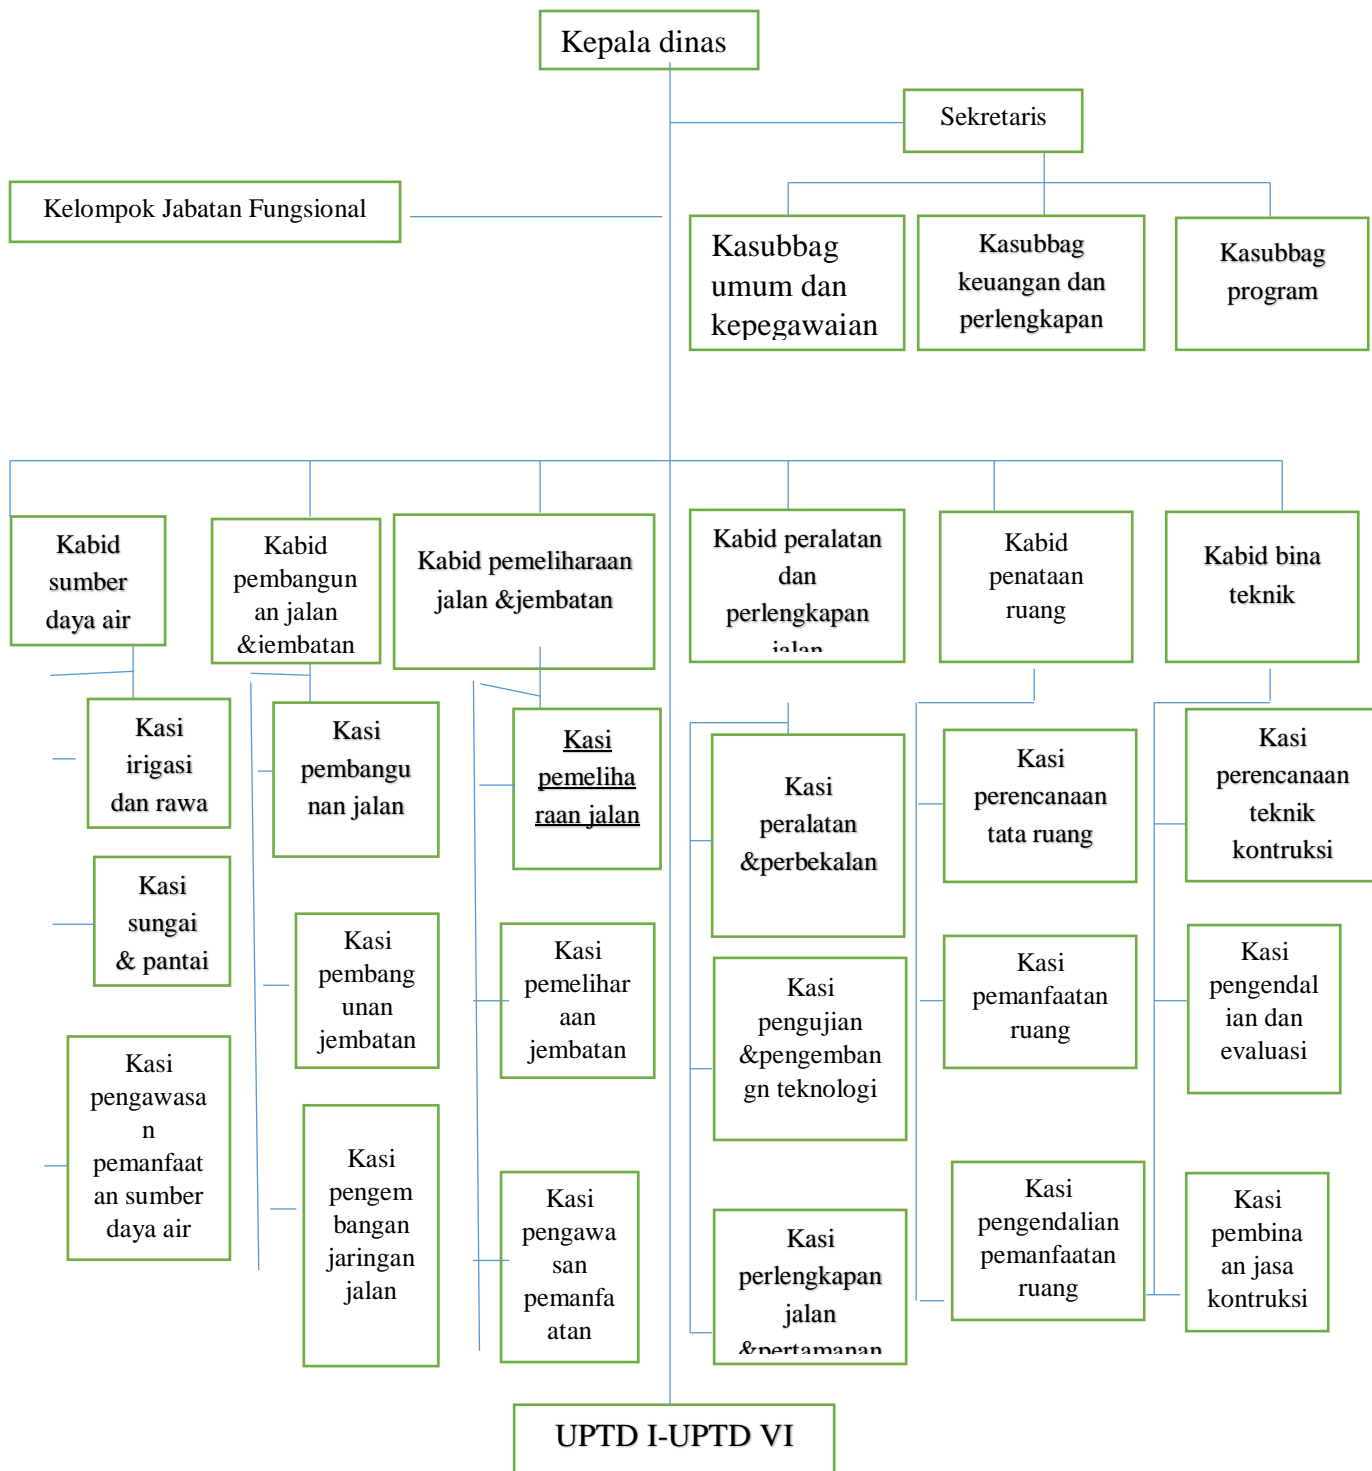 Kepala dinas
Sekretaris
Kelompok Jabatan Fungsional
Kasubbag
umum dan
kepegawaian
Kasubbag
keuangan dan
perlengkapan
Kasubbag
program
Kabid
sumber
daya air
Kabid
pembangun
an jalan
&jembatan
Kabid pemeliharaan
jalan &jembatan
Kabid peralatan
dan
perlengkapan
jalan
Kabid
penataan
ruang
Kabid bina
teknik
Kasi
irigasi
dan rawa
Kasi
pembangu
nan jalan
Kasi
pemeliha
raan jalan
Kasi
peralatan
&perbekalan
Kasi
perencanaan
tata ruang
Kasi
perencanaan
teknik
kontruksi
Kasi
sungai
& pantai
Kasi
pembang
unan
jembatan
Kasi
pemelihar
aan
jembatan
Kasi
pengujian
&pengemban
gn teknologi
Kasi
pemanfaatan
ruang
Kasi
pengendal
ian dan
evaluasi
Kasi
pengawasa
n
pemanfaat
an sumber
daya air
Kasi
pengem
bangan
jaringan
jalan
Kasi
pengawa
san
pemanfa
atan
Kasi
perlengkapan
jalan
&pertamanan
Kasi
pengendalian
pemanfaatan
ruang
Kasi
pembina
an jasa
kontruksi
UPTD I-UPTD VI